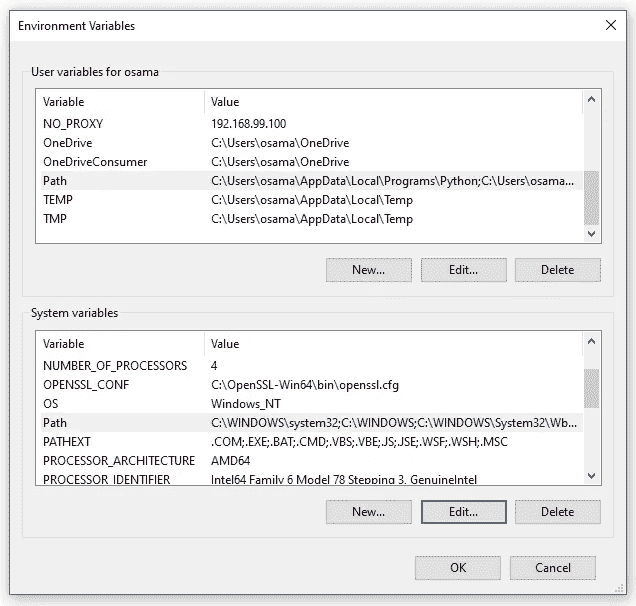 Environment Variables
User variables for osama
Variable Value
NO_PROXY 192.168.99.100
OneDrive C:\Users\osama\OneDrive
OneDriveConsumer C:\Users\osama\OneDrive
Path C:\Users\osama\AppData\Local\Programs\Python;C:\Users\osama...
TEMP C:\Users\osama\AppData\Local\Temp
TMP C:\Users\osama\AppData\Local\Temp
New... Edit... Delete
System variables
Variable Value
NUMBER_OF_PROCESSORS 4
OPENSSL_CONF C:\OpenSSL-Win64\bin\openssl.cfg
OS Windows_NT
Path C:\WINDOWS\system32;C:\WINDOWS;C:\WINDOWS\System32\Wb...
PATHEXT .COM;.EXE;.BAT;.CMD;.VBS;.VBE;.JS;.JSE;.WSF;.WSH;.MSC
PROCESSOR_ARCHITECTURE AMD64
PROCESSOR_IDENTIFIER Intel64 Family 6 Model 78 Stepping 3, GenuineIntel
New... Edit... Delete
OK Cancel